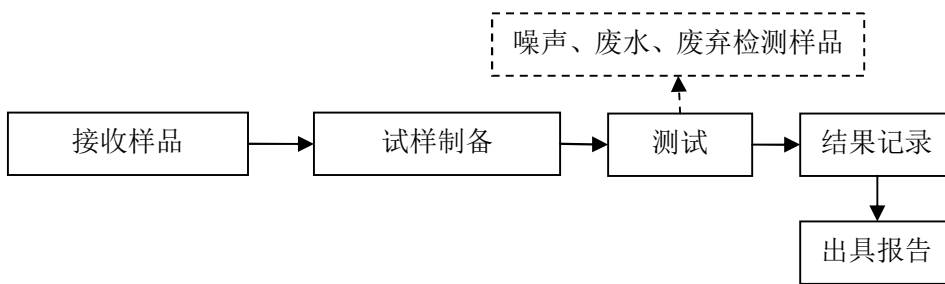 噪声、废水、废弃检测样品
接收样品
试样制备
测试
结果记录
出具报告